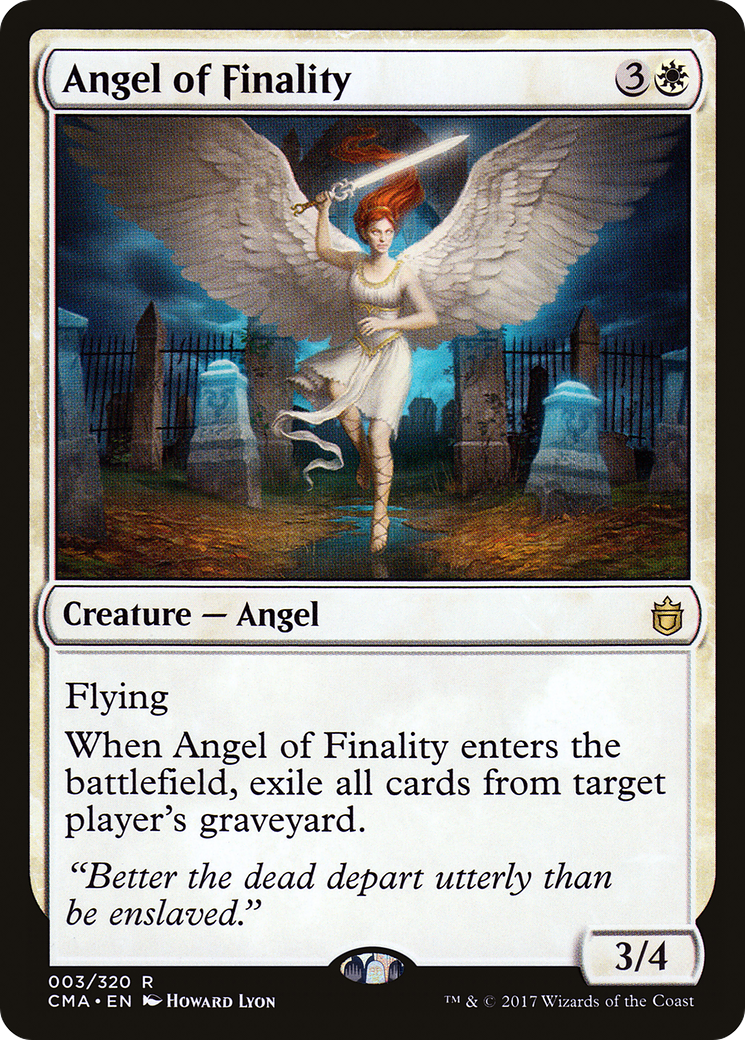 Angel of Finality 3
Creature — Angel
Flying
When Angel of Finality enters the
battlefield, exile all cards from target
player's graveyard.
“Better the dead depart utterly than
be enslaved.”
3/4
003/320 R
CMA • EN Howard Lyon
™ & © 2017 Wizards of the Coast